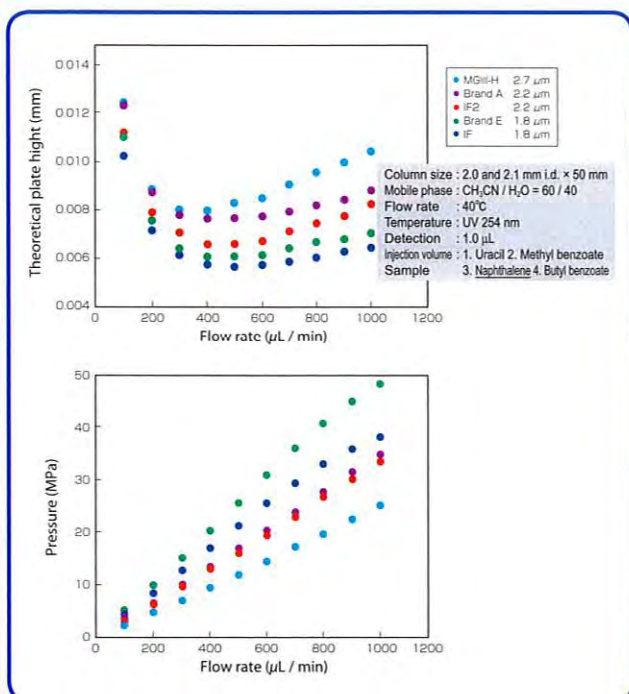 Theoretical plate hight (mm)
0.014
0.012
0.010
0.008
0.006
0.004
0 200 400 600 800 1000 1200
Flow rate (μL / min)
MGIII-H 2.7 μm
Brand A 2.2 μm
IF2 2.2 μm
Brand E 1.8 μm
IF 1.8 μm
Column size : 2.0 and 2.1 mm i.d. × 50 mm
Mobile phase : CH₃CN / H₂O = 60 / 40
Flow rate : 40℃
Temperature : UV 254 nm
Detection : 1.0 μL
Injection volume : 1. Uracil 2. Methyl benzoate
Sample 3. Naphthalene 4. Butyl benzoate
Pressure (MPa)
50
40
30
20
10
0
0 200 400 600 800 1000 1200
Flow rate (μL / min)